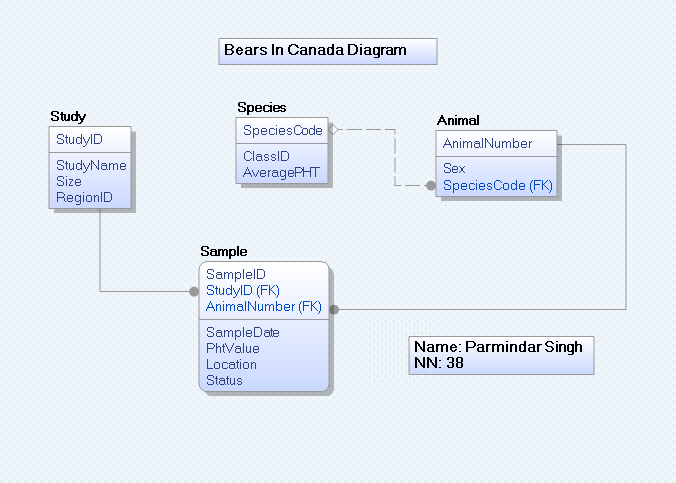 Bears In Canada Diagram
Study
StudyID
StudyName
Size
RegionID
Species
SpeciesCode
ClassID
AveragePHT
Animal
AnimalNumber
Sex
SpeciesCode (FK)
Sample
SampleID
StudyID (FK)
AnimalNumber (FK)
SampleDate
PhtValue
Location
Status
Name: Parmindar Singh
NN: 38